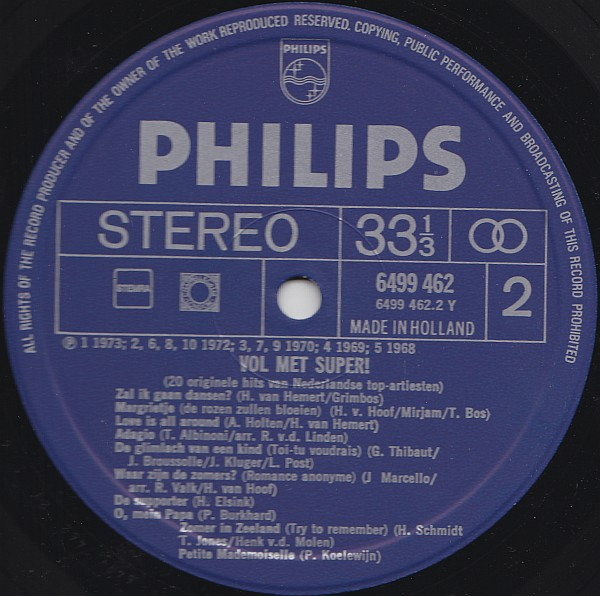 ALL RIGHTS OF THE RECORD PRODUCER AND OF THE OWNER OF THE WORK REPRODUCED RESERVED. COPYING, PUBLIC PERFORMANCE AND BROADCASTING OF THIS RECORD PROHIBITED
PHILIPS
PHILIPS
STEREO 33 1/3
STEMRA 6499 462 2
6499 462.2 Y
MADE IN HOLLAND
Ⓟ 1 1973; 2, 6, 8, 10 1972; 3, 7, 9 1970; 4 1969; 5 1968
VOL MET SUPER!
(20 originele hits van Nederlandse top-artiesten)
Zal ik gaan dansen? (H. van Hemert/Grimbos)
Margrietje (de rozen zullen bloeien) (H. v. Hoof/Mirjam/T. Bos)
Love is all around (A. Holten/H. van Hemert)
Adagio (T. Albinoni/arr. R. v.d. Linden)
De glimlach van een kind (Toi-tu voudrais) (G. Thibaut/
J. Broussolle/J. Kluger/L. Post)
Waar zijn de zomers? (Romance anonyme) (J Marcello/
arr. R. Valk/H. van Hoof)
De supporter (H. Elsink)
O, mein Papa (P. Burkhard)
Zomer in Zeeland (Try to remember) (H. Schmidt
T. Jones/Henk v.d. Molen)
Petite Mademoiselle (P. Koelewijn)